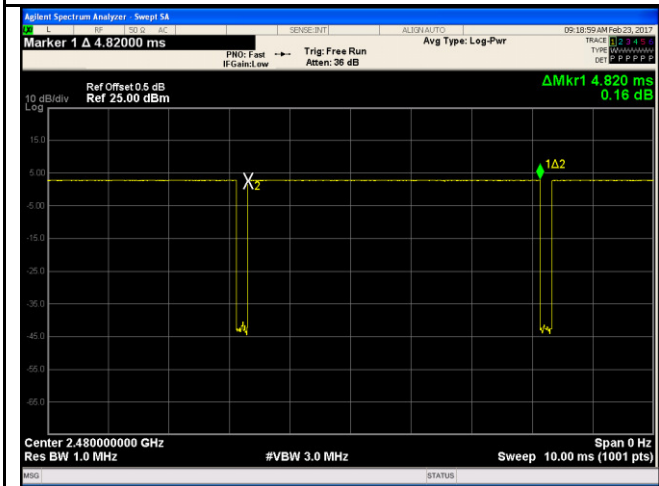 Agilent Spectrum Analyzer - Swept SA
L RF 50 Ω AC SENSE:INT ALIGN AUTO 09:18:59 AM Feb 23, 2017
Marker 1 Δ 4.82000 ms Avg Type: Log-Pwr TRACE 1 2 3 4 5 6
PNO: Fast Trig: Free Run TYPE WWWWWW
IFGain:Low Atten: 36 dB DET P P P P P P
Ref Offset 0.5 dB ΔMkr1 4.820 ms
10 dB/div Ref 25.00 dBm 0.16 dB
Log
15.0
5.00
1Δ2
2
-5.00
-15.0
-25.0
-35.0
-45.0
-55.0
-65.0
Center 2.480000000 GHz Span 0 Hz
Res BW 1.0 MHz #VBW 3.0 MHz Sweep 10.00 ms (1001 pts)
MSG STATUS